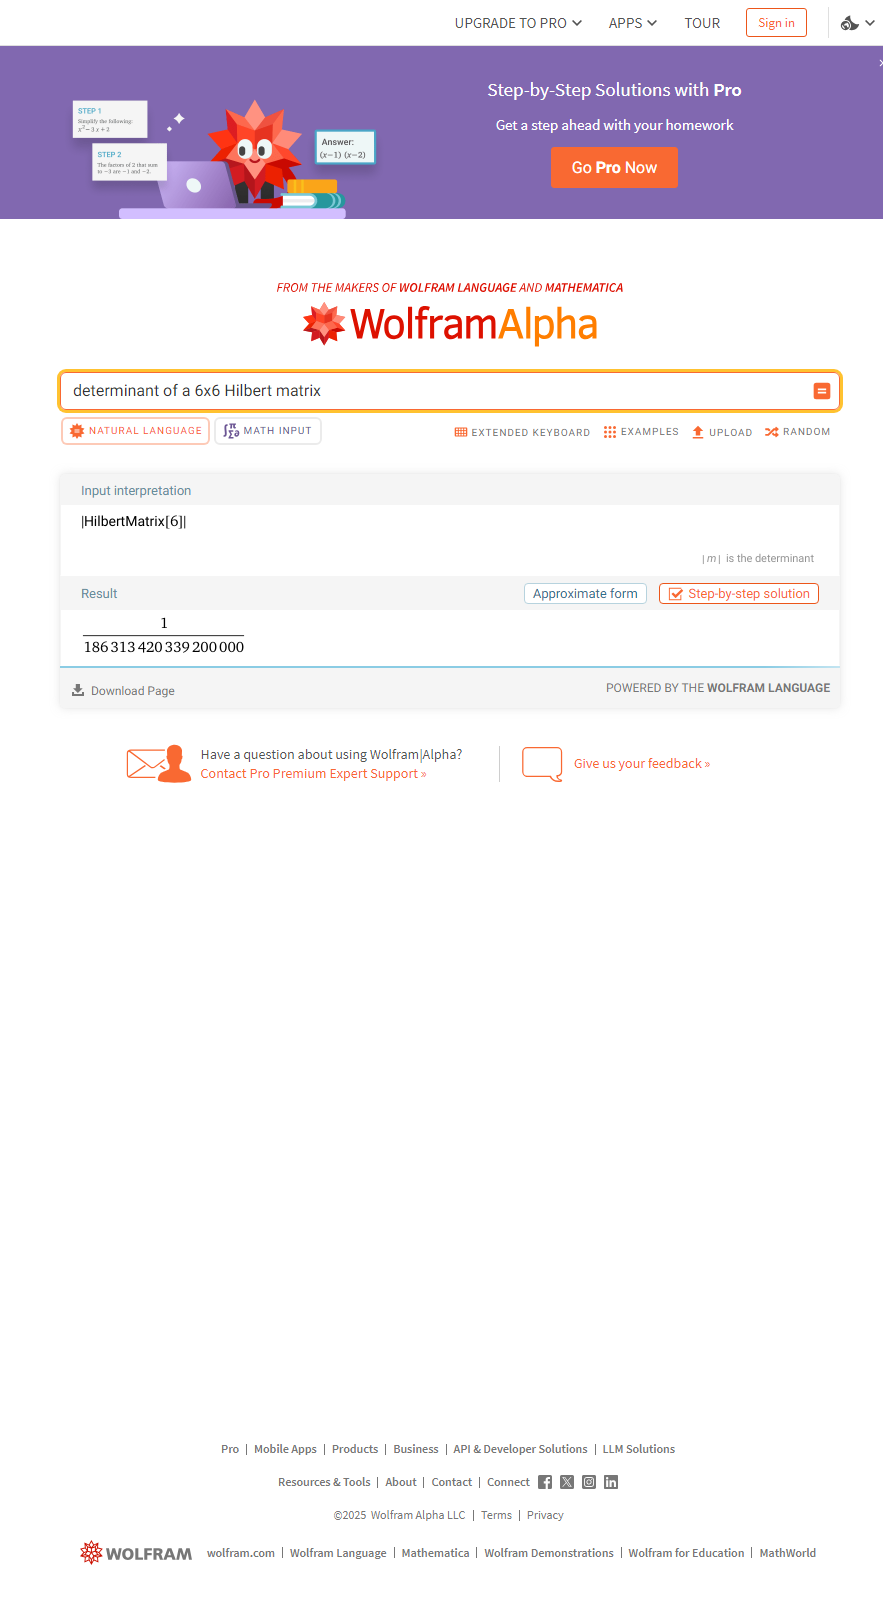 UPGRADE TO PRO APPS TOUR Sign in
Step-by-Step Solutions with Pro
Get a step ahead with your homework
Go Pro Now
STEP 1
Simplify the following:
x² − 3 x + 2
STEP 2
The factors of 2 that sum
to −3 are −1 and −2.
Answer:
(x−1) (x−2)
FROM THE MAKERS OF WOLFRAM LANGUAGE AND MATHEMATICA
WolframAlpha
determinant of a 6x6 Hilbert matrix
NATURAL LANGUAGE MATH INPUT EXTENDED KEYBOARD EXAMPLES UPLOAD RANDOM
Input interpretation
|HilbertMatrix[6]|
|m| is the determinant
Result Approximate form Step-by-step solution
1
186 313 420 339 200 000
Download Page POWERED BY THE WOLFRAM LANGUAGE
Have a question about using Wolfram|Alpha?
Contact Pro Premium Expert Support »
Give us your feedback »
Pro | Mobile Apps | Products | Business | API & Developer Solutions | LLM Solutions
Resources & Tools | About | Contact | Connect
©2025 Wolfram Alpha LLC | Terms | Privacy
WOLFRAM wolfram.com | Wolfram Language | Mathematica | Wolfram Demonstrations | Wolfram for Education | MathWorld